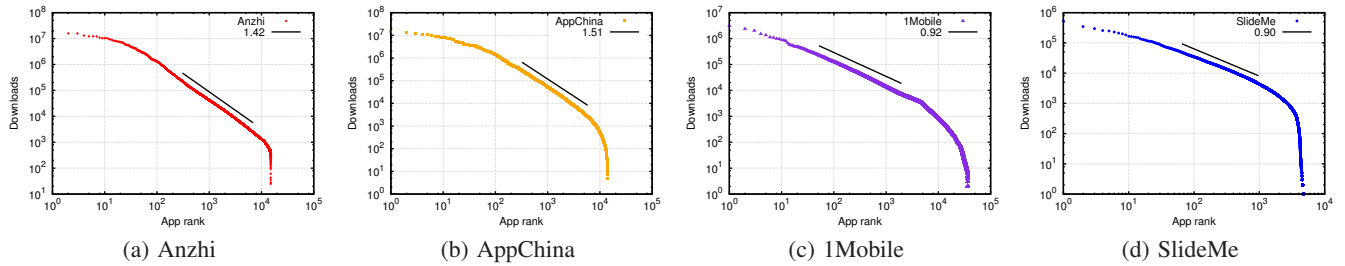 10^8
10^7
10^6
10^5
10^4
10^3
10^2
10^1
10^0 10^1 10^2 10^3 10^4 10^5
Downloads
App rank
Anzhi
1.42
(a) Anzhi
10^8
10^7
10^6
10^5
10^4
10^3
10^2
10^1
10^0
10^0 10^1 10^2 10^3 10^4 10^5
Downloads
App rank
AppChina
1.51
(b) AppChina
10^7
10^6
10^5
10^4
10^3
10^2
10^1
10^0
10^0 10^1 10^2 10^3 10^4 10^5
Downloads
App rank
1Mobile
0.92
(c) 1Mobile
10^6
10^5
10^4
10^3
10^2
10^1
10^0
10^0 10^1 10^2 10^3 10^4
Downloads
App rank
SlideMe
0.90
(d) SlideMe